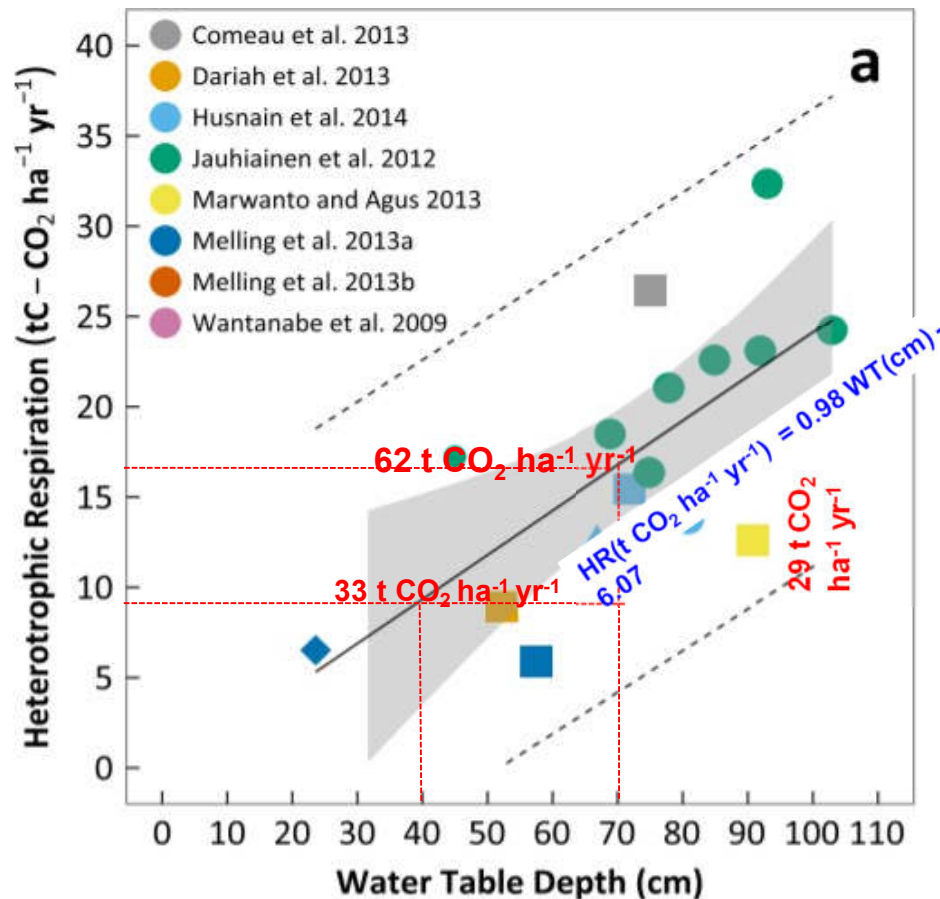 a
Comeau et al. 2013
Dariah et al. 2013
Husnain et al. 2014
Jauhiainen et al. 2012
Marwanto and Agus 2013
Melling et al. 2013a
Melling et al. 2013b
Wantanabe et al. 2009
Heterotrophic Respiration (tC – CO₂ ha⁻¹ yr⁻¹)
40
35
30
25
20
15
10
5
0
62 t CO₂ ha⁻¹ yr⁻¹
33 t CO₂ ha⁻¹ yr⁻¹
HR(t CO₂ ha⁻¹ yr⁻¹) = 0.98 WT(cm) -
6.07
29 t CO₂
ha⁻¹ yr⁻¹
0 10 20 30 40 50 60 70 80 90 100 110
Water Table Depth (cm)